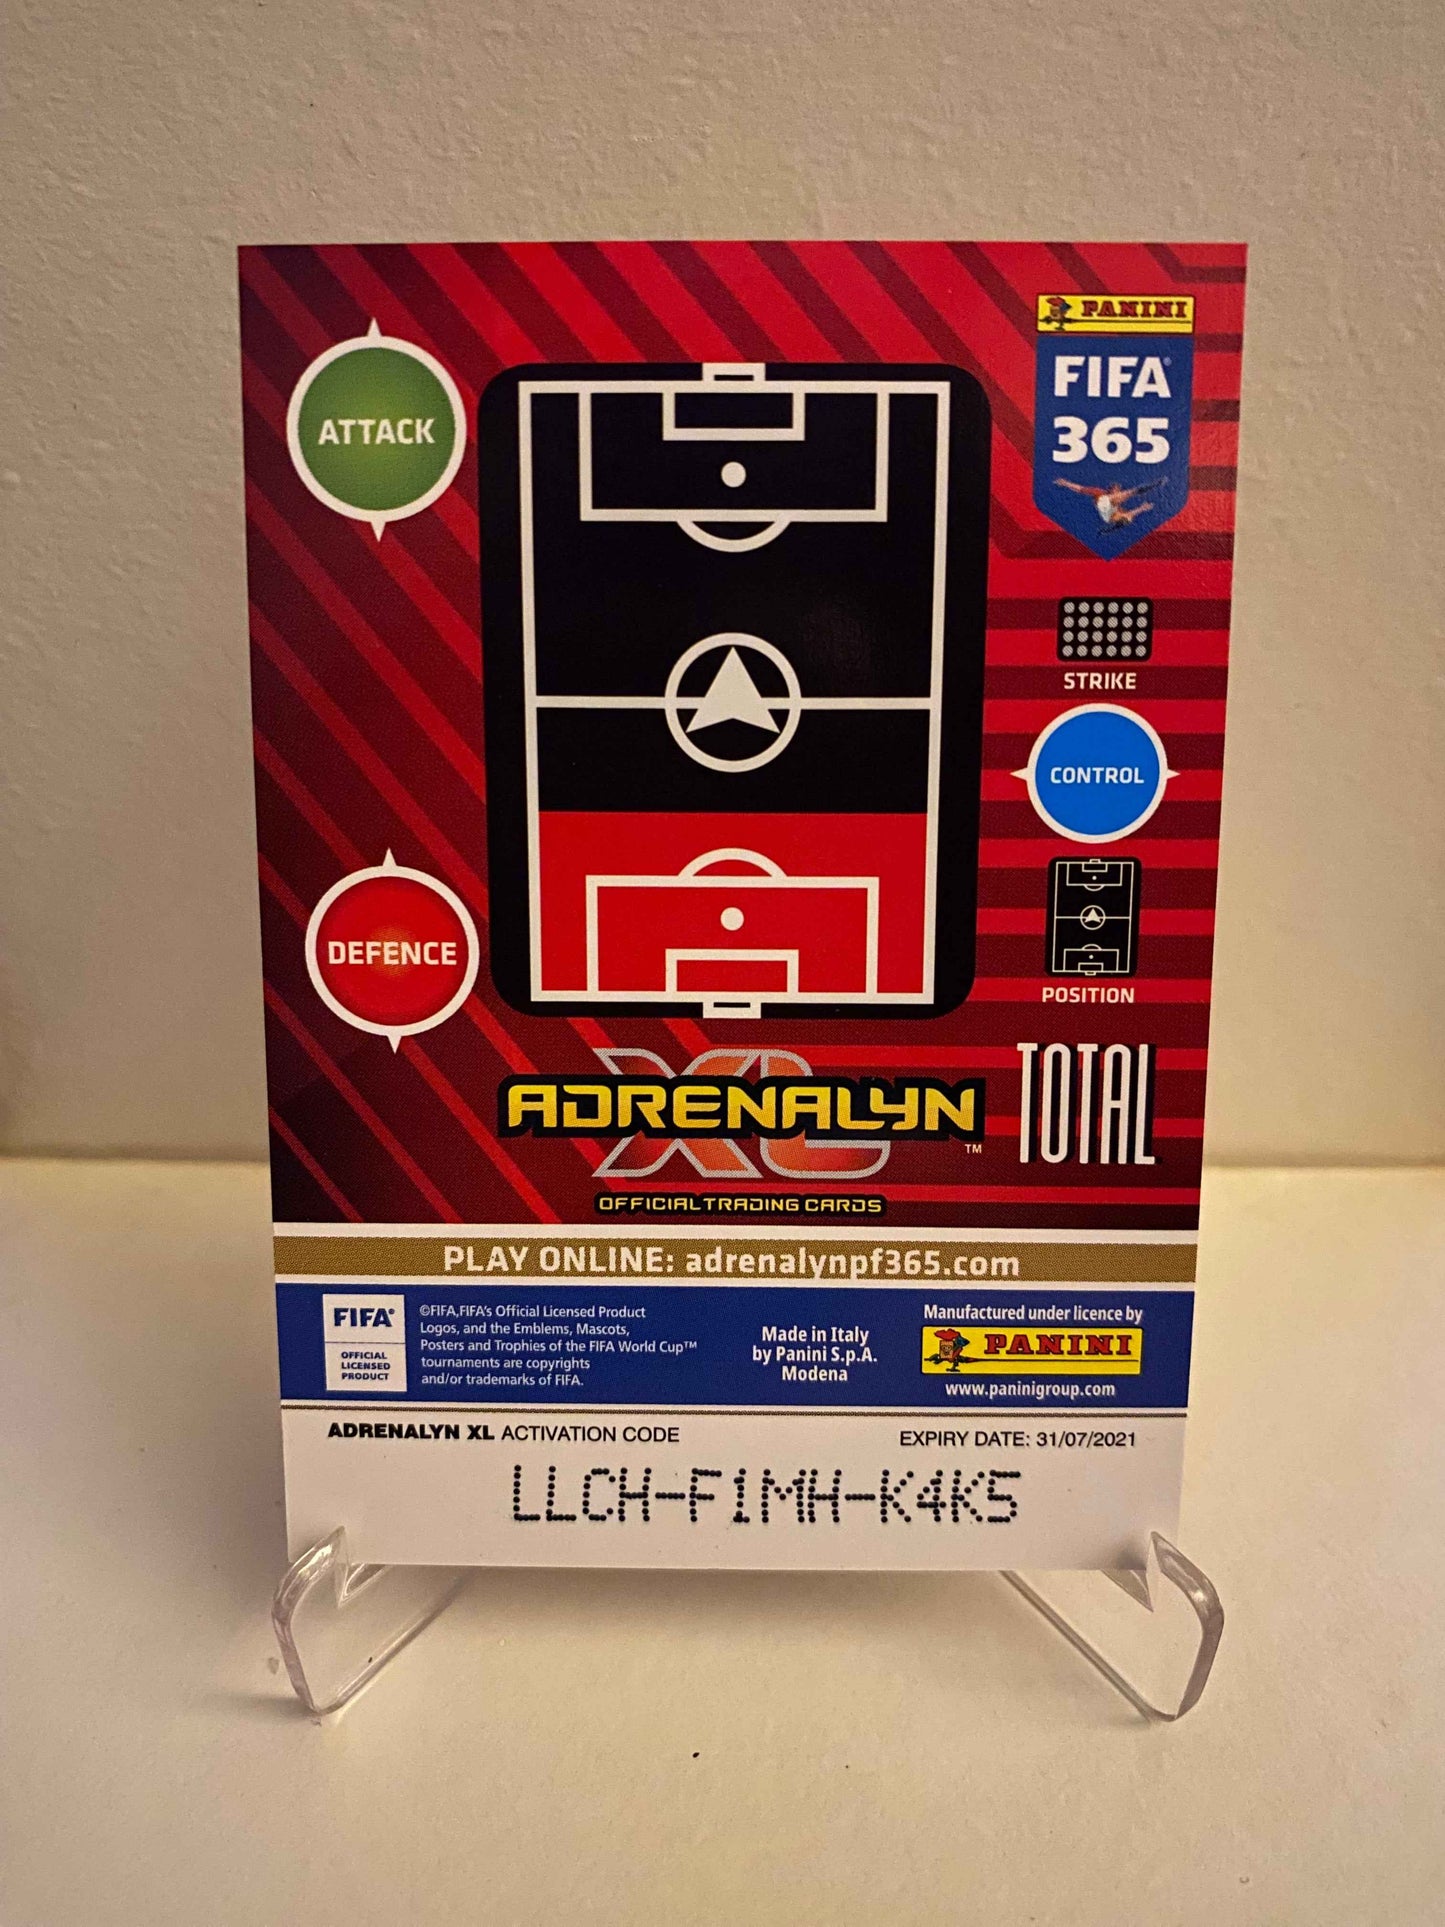 PANINI
FIFA
365
ATTACK
STRIKE
CONTROL
DEFENCE
POSITION
XL
ADRENALYN
™
TOTAL
OFFICIAL TRADING CARDS
PLAY ONLINE: adrenalynpf365.com
FIFA®
OFFICIAL
LICENSED
PRODUCT
©FIFA,FIFA's Official Licensed Product
Logos, and the Emblems, Mascots,
Posters and Trophies of the FIFA World Cup™
tournaments are copyrights
and/or trademarks of FIFA.
Made in Italy
by Panini S.p.A.
Modena
Manufactured under licence by
PANINI
www.paninigroup.com
ADRENALYN XL ACTIVATION CODE
EXPIRY DATE: 31/07/2021
LLCH-F1MH-K4K5